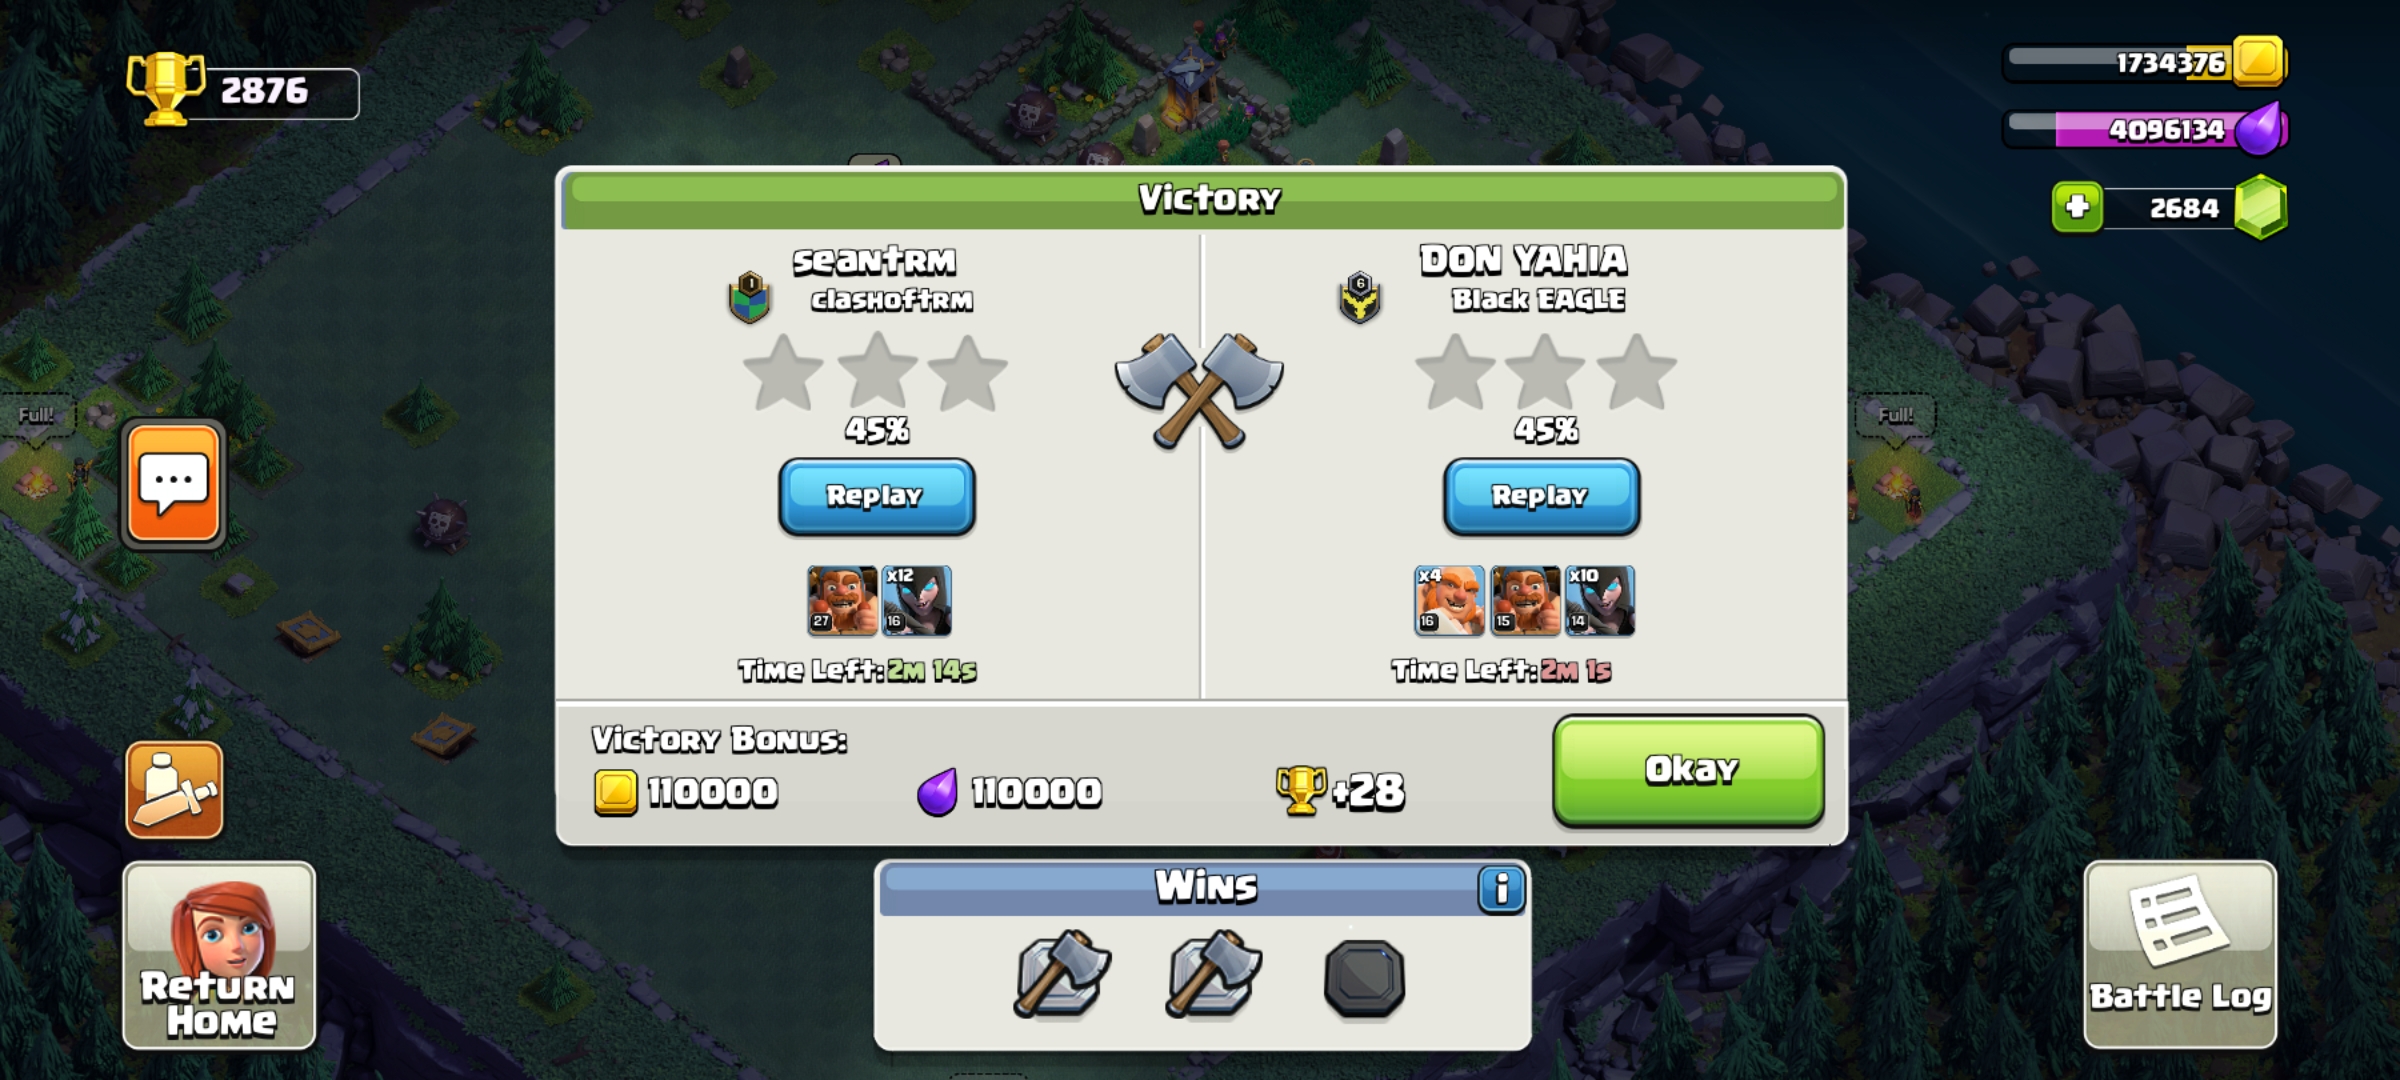 2876
1734376
4096134
2684
Victory
seantRM
clasHoftRM
1
45%
Replay
27
x12
16
Time Left: 2m 14s
DON YAHIA
Black EAGLE
6
45%
Replay
x4
16
15
x10
14
Time Left: 2m 1s
Full!
Full!
Victory Bonus:
110000
110000
+28
Okay
Wins
i
Return
Home
Battle Log